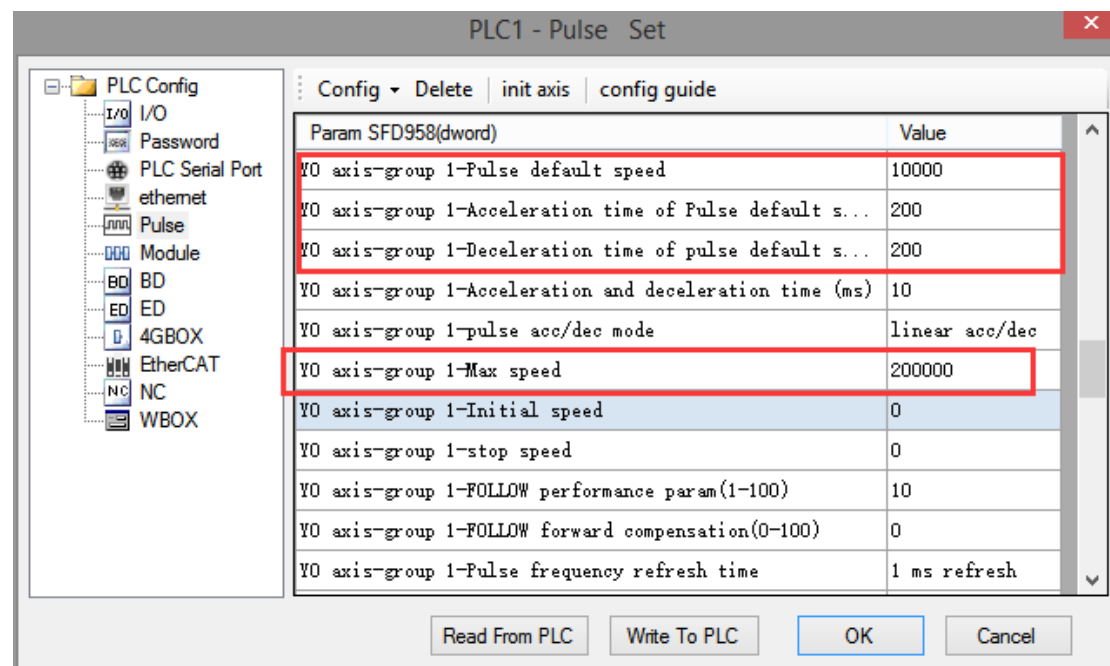 PLC1 - Pulse Set
PLC Config
I/O
I/O
Password
PLC Serial Port
ethernet
Pulse
Module
BD
BD
ED
ED
4GBOX
EtherCAT
NC
NC
WBOX
Config Delete init axis config guide
Param SFD958(dword) Value
Y0 axis-group 1-Pulse default speed 10000
Y0 axis-group 1-Acceleration time of Pulse default s... 200
Y0 axis-group 1-Deceleration time of pulse default s... 200
Y0 axis-group 1-Acceleration and deceleration time (ms) 10
Y0 axis-group 1-pulse acc/dec mode linear acc/dec
Y0 axis-group 1-Max speed 200000
Y0 axis-group 1-Initial speed 0
Y0 axis-group 1-stop speed 0
Y0 axis-group 1-FOLLOW performance param(1-100) 10
Y0 axis-group 1-FOLLOW forward compensation(0-100) 0
Y0 axis-group 1-Pulse frequency refresh time 1 ms refresh
Read From PLC Write To PLC OK Cancel